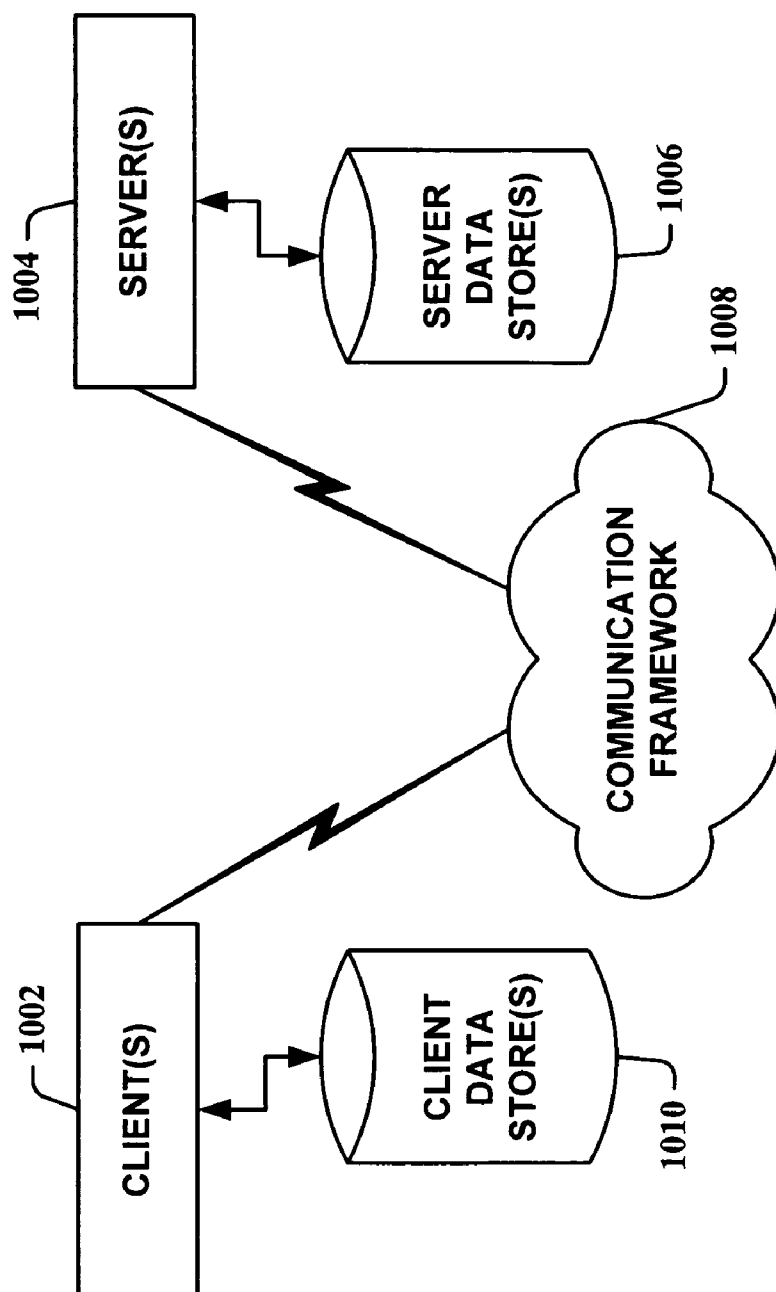 1002
CLIENT(S)
1004
SERVER(S)
CLIENT
DATA
STORE(S)
1010
SERVER
DATA
STORE(S)
1006
1008
COMMUNICATION
FRAMEWORK